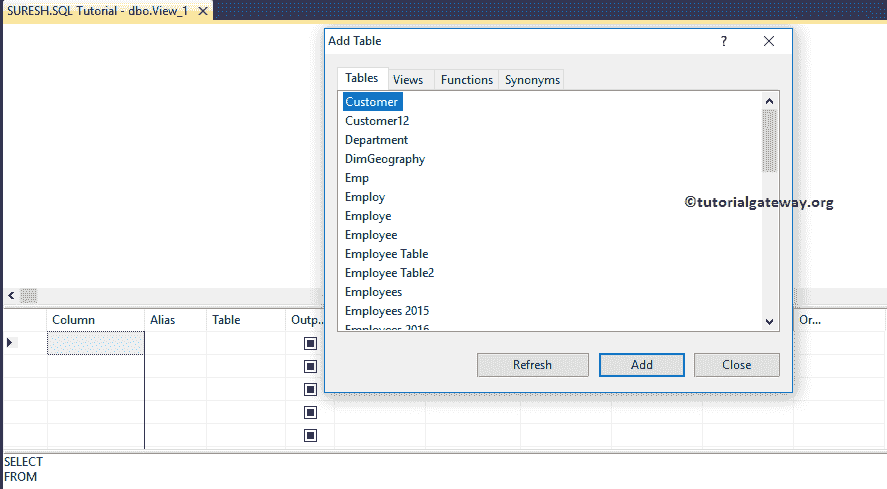 SURESH.SQL Tutorial - dbo.View_1 ✕
Add Table
?
Tables Views Functions Synonyms
Customer
Customer12
Department
DimGeography
Emp
Employ
Employe
©tutorialgateway.org
Employee
Employee Table
Employee Table2
Employees
Employees 2015
Employees 2016
Column Alias Table Outp... Or...
Refresh Add Close
SELECT
FROM